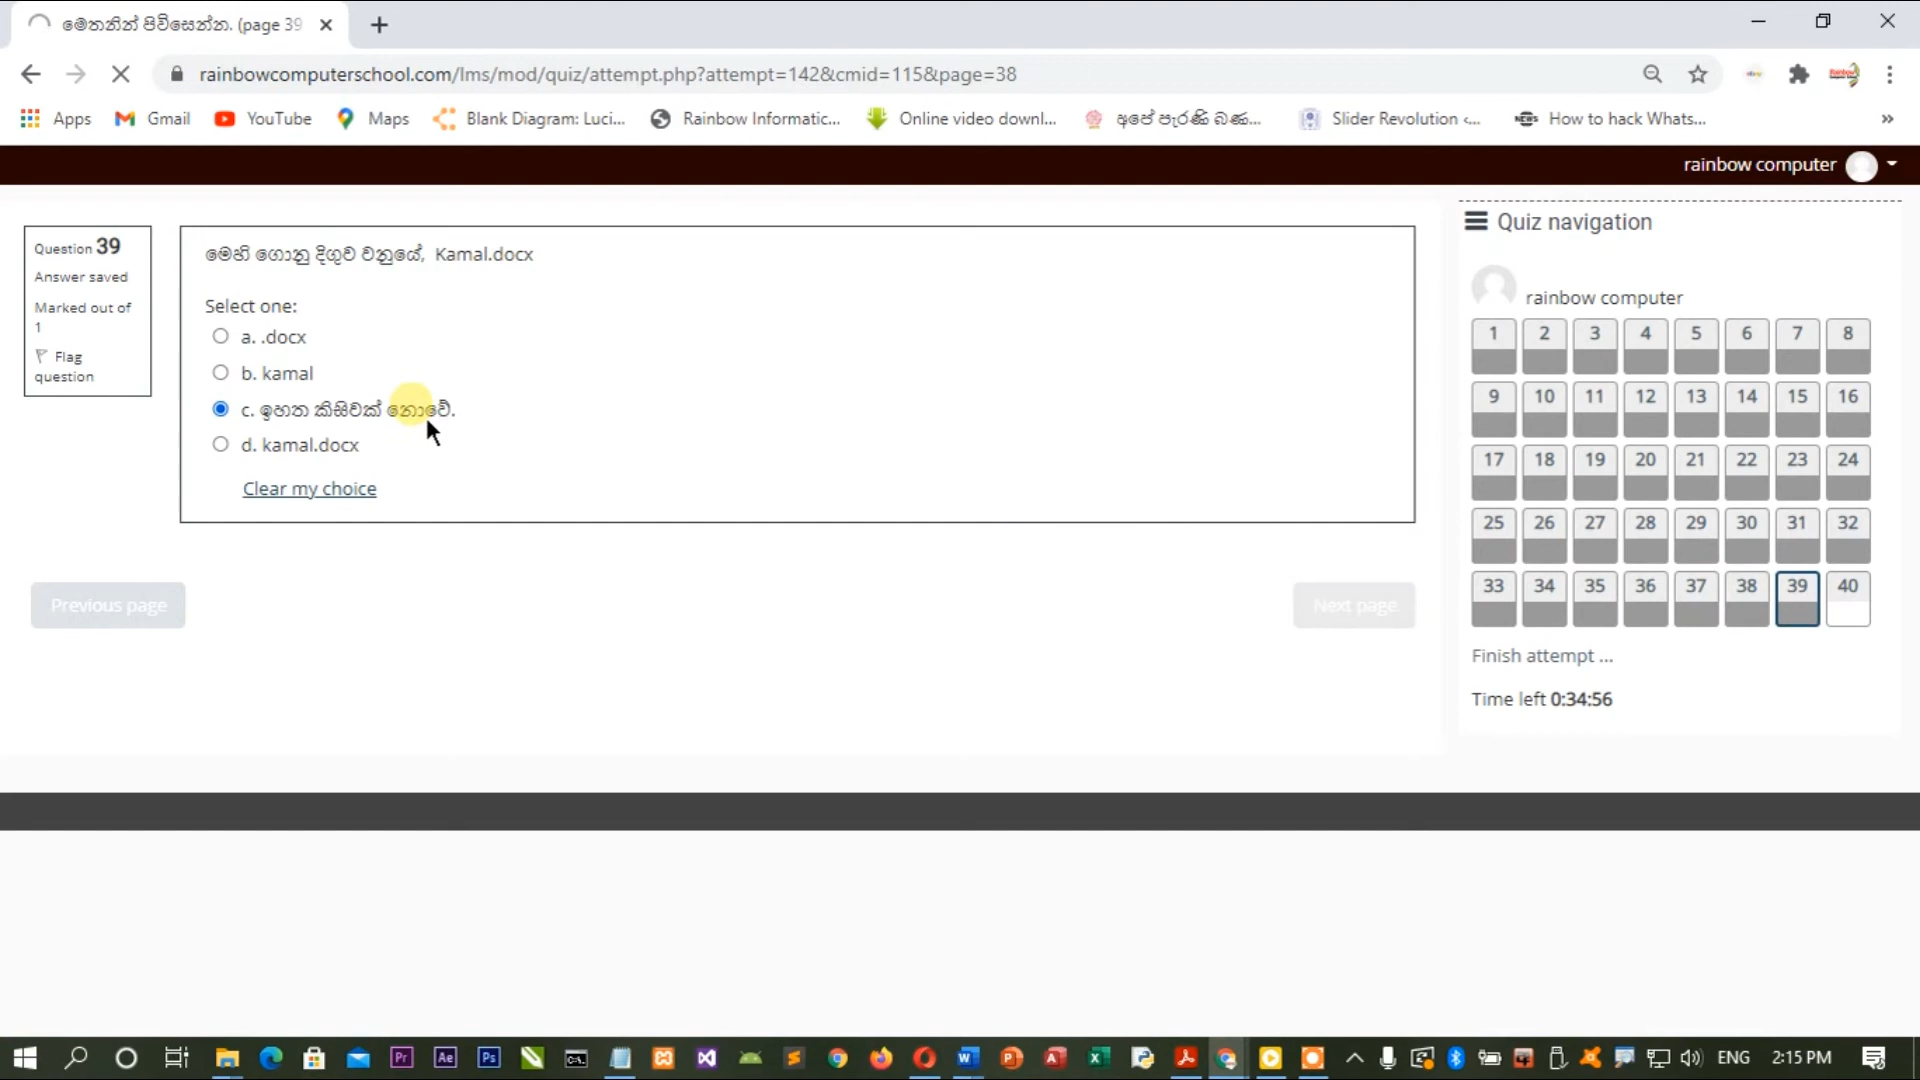 මෙතනින් පිවිසෙන්න. (page 39
rainbowcomputerschool.com/lms/mod/quiz/attempt.php?attempt=142&cmid=115&page=38
Apps Gmail YouTube Maps Blank Diagram: Luci... Rainbow Informatic... Online video downl... අපේ පැරණි බණ... Slider Revolution <... How to hack Whats... »
rainbow computer
Question 39
Answer saved
Marked out of
1
Flag
question
මෙහි ගොනු දිගුව වනුයේ, Kamal.docx
Select one:
a. .docx
b. kamal
c. ඉහත කිසිවක් නොවේ.
d. kamal.docx
Clear my choice
Previous page
Next page
Quiz navigation
rainbow computer
1 2 3 4 5 6 7 8
9 10 11 12 13 14 15 16
17 18 19 20 21 22 23 24
25 26 27 28 29 30 31 32
33 34 35 36 37 38 39 40
Finish attempt ...
Time left 0:34:56
Pr Ae Ps
ENG 2:15 PM